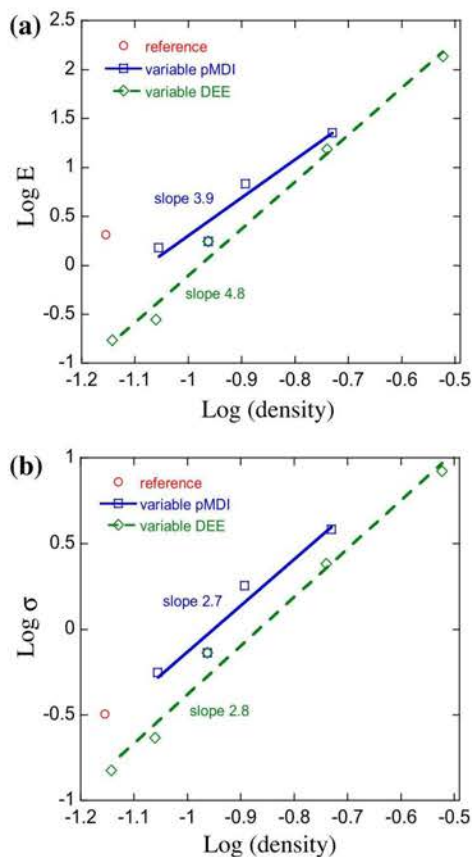 (a)
2.5
reference
variable pMDI
2
variable DEE
1.5
1
Log E
slope 3.9
0.5
0
slope 4.8
-0.5
-1
-1.2 -1.1 -1 -0.9 -0.8 -0.7 -0.6 -0.5
Log (density)
(b)
1
reference
variable pMDI
variable DEE
0.5
slope 2.7
Log σ
0
-0.5
slope 2.8
-1
-1.2 -1.1 -1 -0.9 -0.8 -0.7 -0.6 -0.5
Log (density)